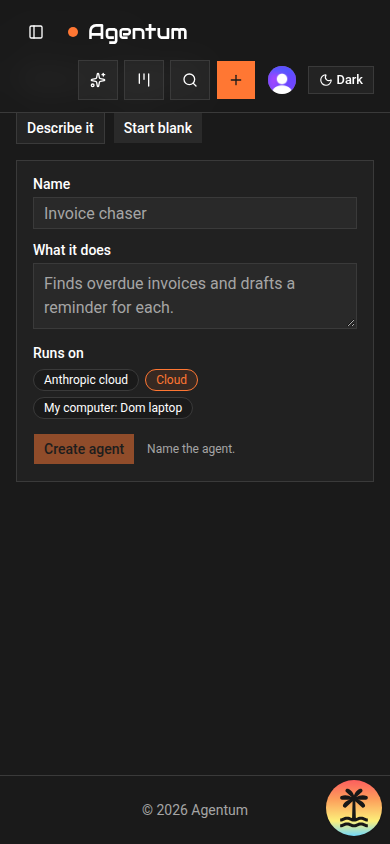 Agentum
Dark
Describe it
Start blank
Name
Invoice chaser
What it does
Finds overdue invoices and drafts a
reminder for each.
Runs on
Anthropic cloud
Cloud
My computer: Dom laptop
Create agent
Name the agent.
© 2026 Agentum